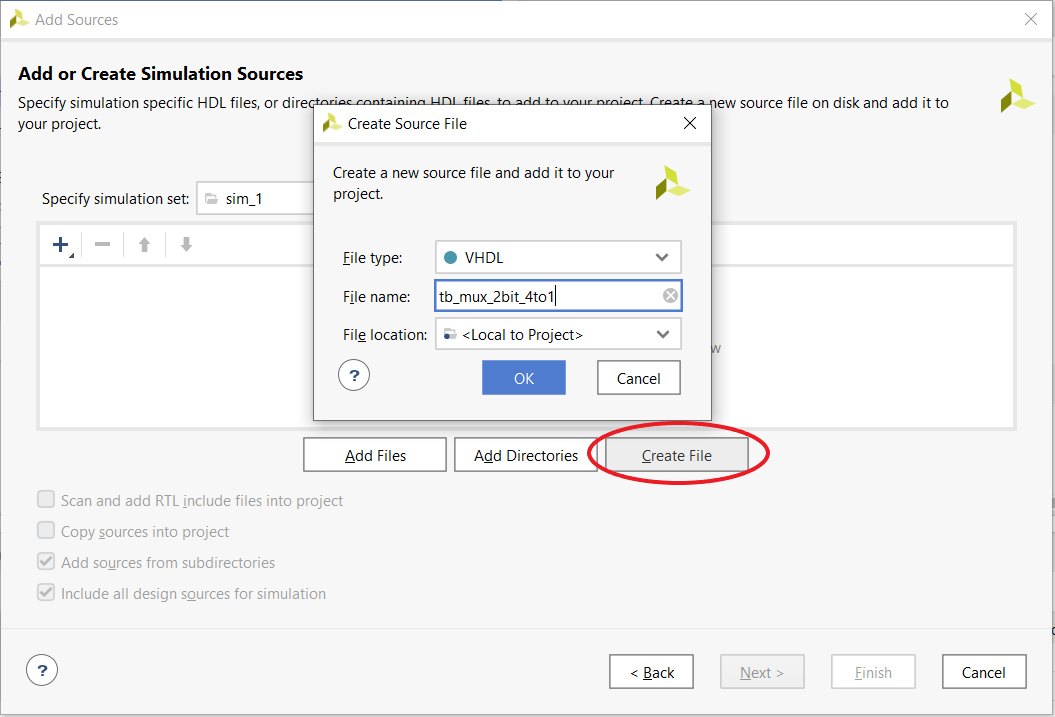 Add Sources
Add or Create Simulation Sources
Specify simulation specific HDL files, or directories containing HDL files, to add to your project. Create a new source file on disk and add it to
your project.
Create Source File
Create a new source file and add it to your
project.
Specify simulation set: sim_1
File type: VHDL
File name: tb_mux_2bit_4to1
File location: <Local to Project>
w
? OK Cancel
Add Files Add Directories Create File
Scan and add RTL include files into project
Copy sources into project
Add sources from subdirectories
Include all design sources for simulation
? < Back Next > Finish Cancel